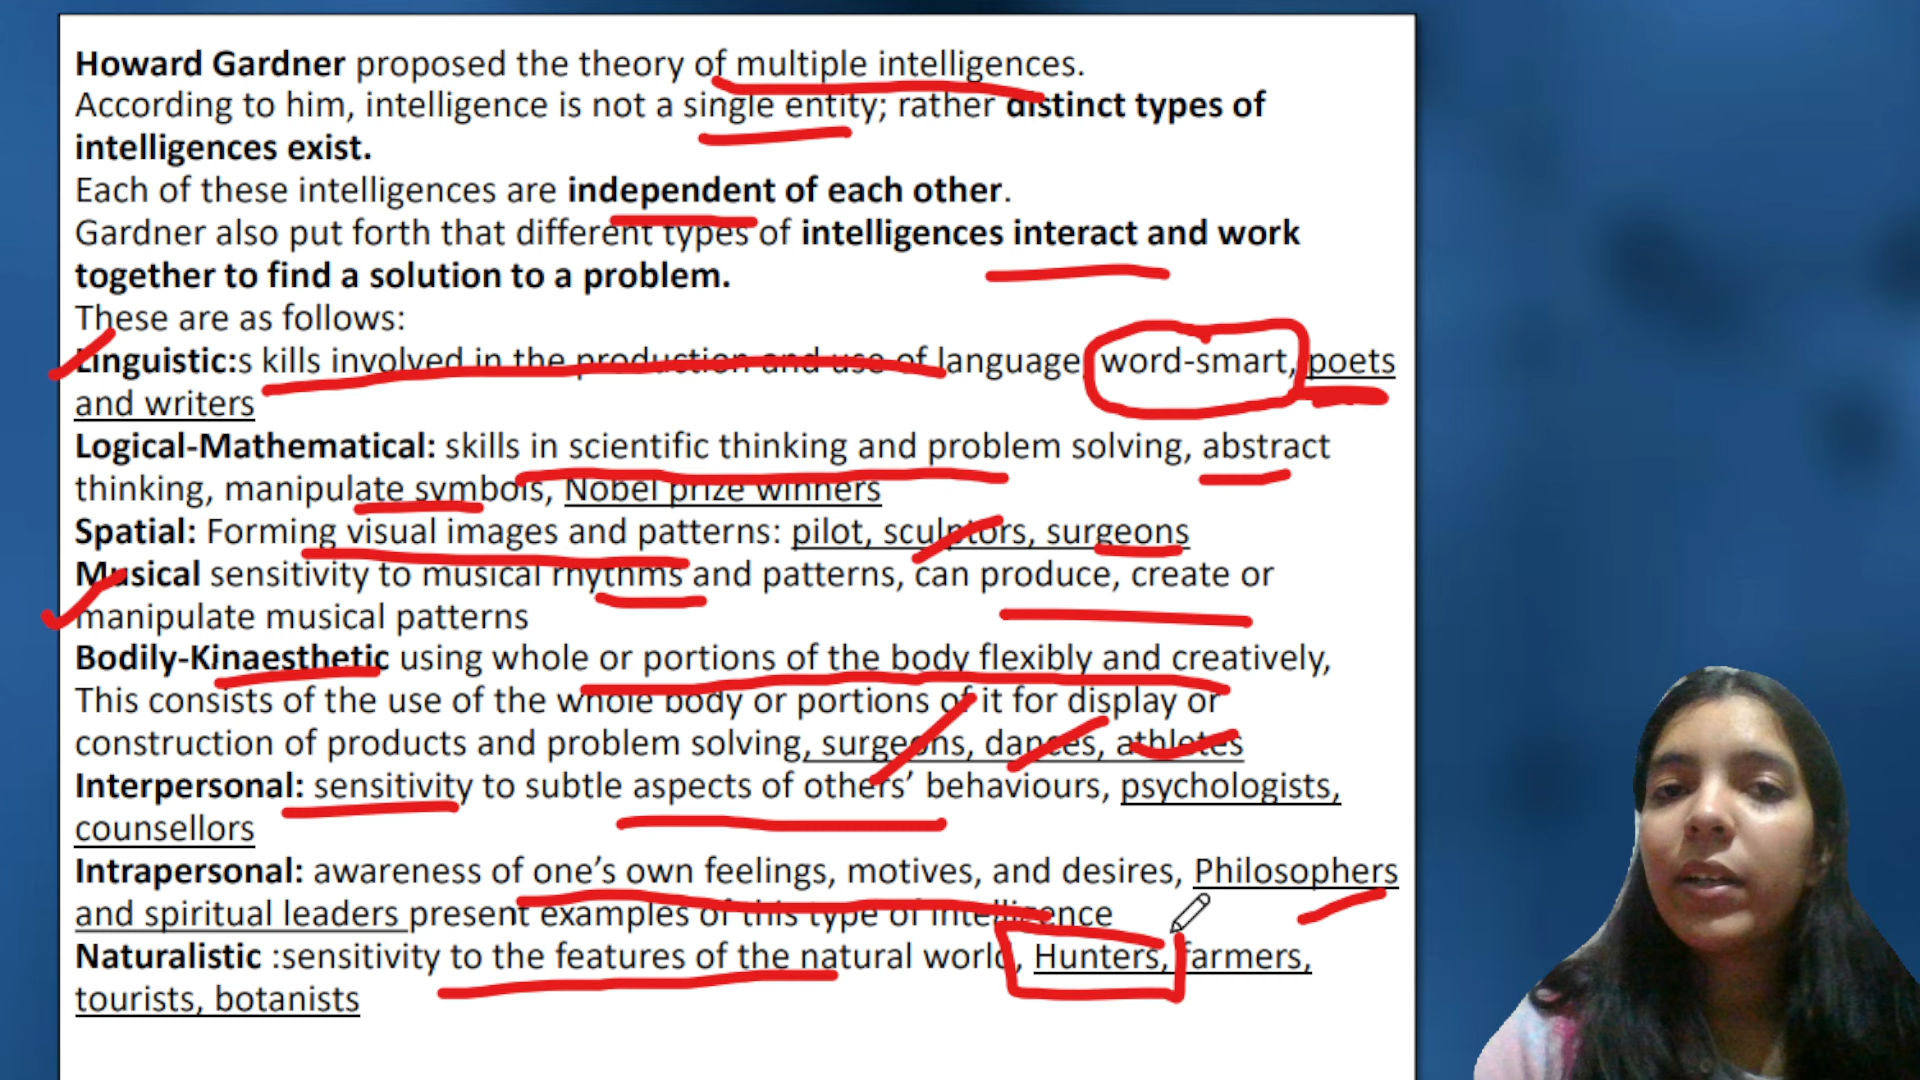 Howard Gardner proposed the theory of multiple intelligences.
According to him, intelligence is not a single entity; rather distinct types of
intelligences exist.
Each of these intelligences are independent of each other.
Gardner also put forth that different types of intelligences interact and work
together to find a solution to a problem.
These are as follows:
Linguistic:s kills involved in the production and use of language, word-smart, poets
and writers
Logical-Mathematical: skills in scientific thinking and problem solving, abstract
thinking, manipulate symbols, Nobel prize winners
Spatial: Forming visual images and patterns: pilot, sculptors, surgeons
Musical sensitivity to musical rhythms and patterns, can produce, create or
manipulate musical patterns
Bodily-Kinaesthetic using whole or portions of the body flexibly and creatively,
This consists of the use of the whole body or portions of it for display or
construction of products and problem solving, surgeons, dances, athletes
Interpersonal: sensitivity to subtle aspects of others’ behaviours, psychologists,
counsellors
Intrapersonal: awareness of one’s own feelings, motives, and desires, Philosophers
and spiritual leaders present examples of this type of intelligence
Naturalistic :sensitivity to the features of the natural world, Hunters, farmers,
tourists, botanists